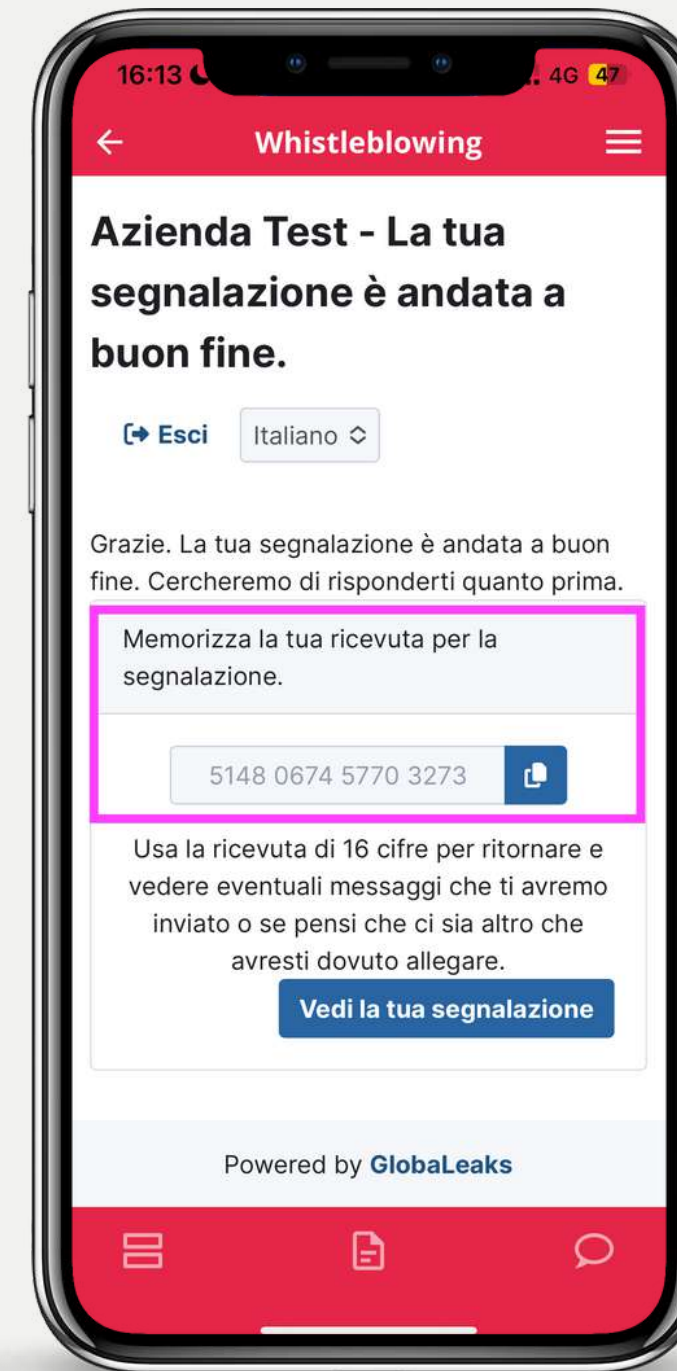 16:13
4G 47
Whistleblowing
Azienda Test - La tua
segnalazione è andata a
buon fine.
Esci
Italiano
Grazie. La tua segnalazione è andata a buon
fine. Cercheremo di risponderti quanto prima.
Memorizza la tua ricevuta per la
segnalazione.
5148 0674 5770 3273
Usa la ricevuta di 16 cifre per ritornare e
vedere eventuali messaggi che ti avremo
inviato o se pensi che ci sia altro che
avresti dovuto allegare.
Vedi la tua segnalazione
Powered by GlobaLeaks